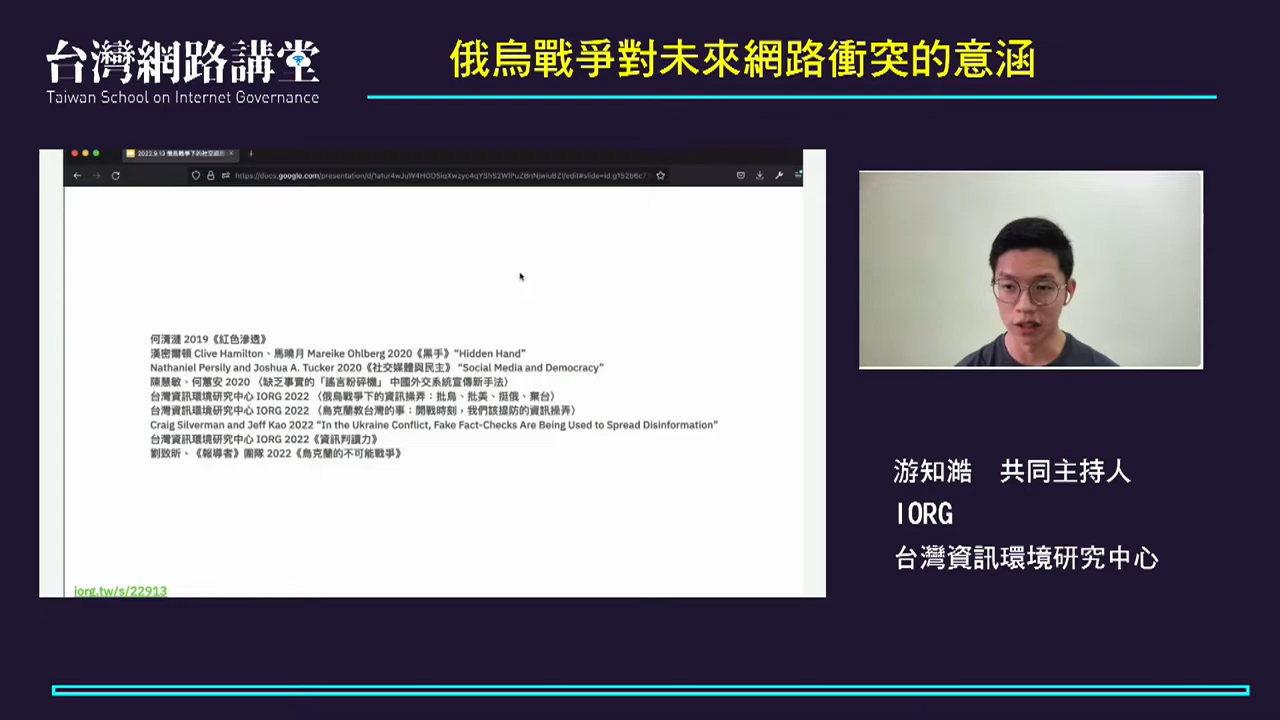 台灣網路講堂
Taiwan School on Internet Governance
俄烏戰爭對未來網路衝突的意涵
何清漣 2019《紅色滲透》
漢密爾頓 Clive Hamilton、馬曉月 Mareike Ohlberg 2020《黑手》“Hidden Hand”
Nathaniel Persily and Joshua A. Tucker 2020《社交媒體與民主》 “Social Media and Democracy”
陳慧敏、何蕙安 2020 〈缺乏事實的「謠言粉碎機」 中國外交系統宣傳新手法〉
台灣資訊環境研究中心 IORG 2022 〈俄烏戰爭下的資訊操弄：批烏、批美、挺俄、棄台〉
台灣資訊環境研究中心 IORG 2022 〈烏克蘭教台灣的事：開戰時刻，我們該提防的資訊操弄〉
Craig Silverman and Jeff Kao 2022 “In the Ukraine Conflict, Fake Fact-Checks Are Being Used to Spread Disinformation”
台灣資訊環境研究中心 IORG 2022《資訊判讀力》
劉致昕、《報導者》團隊 2022《烏克蘭的不可能戰爭》
iorg.tw/s/22913
游知澔 共同主持人
IORG
台灣資訊環境研究中心